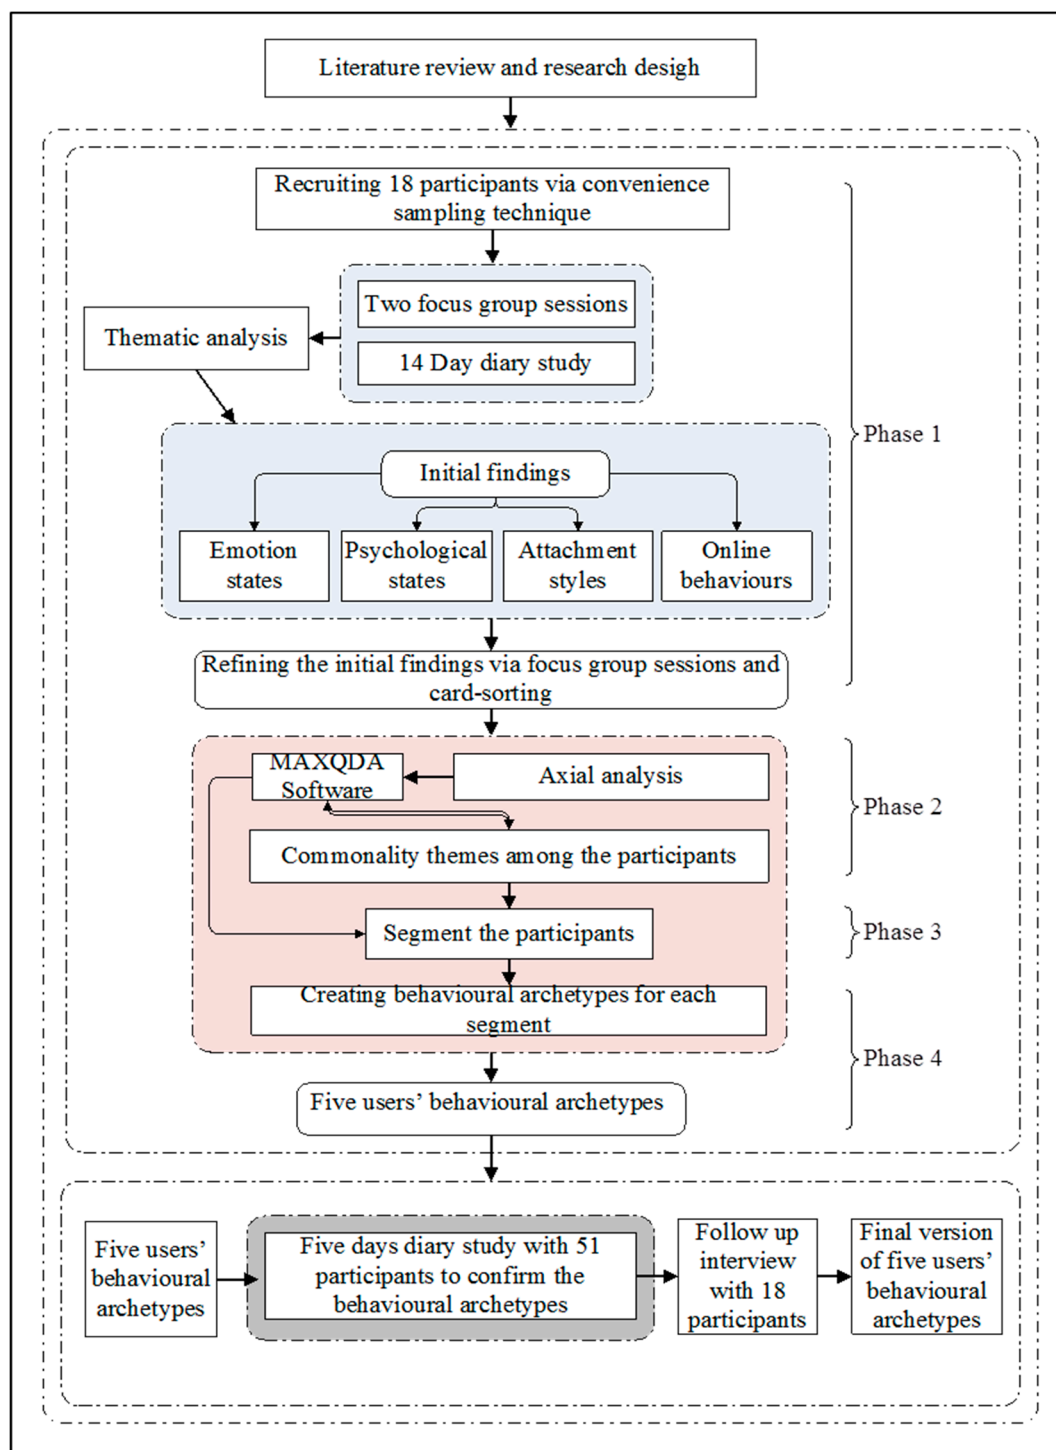 Literature review and research desigh
Recruiting 18 participants via convenience
sampling technique
Two focus group sessions
Thematic analysis
14 Day diary study
Phase 1
Initial findings
Emotion
states
Psychological
states
Attachment
styles
Online
behaviours
Refining the initial findings via focus group sessions and
card-sorting
MAXQDA
Software
Axial analysis
Phase 2
Commonality themes among the participants
Segment the participants
Phase 3
Creating behavioural archetypes for each
segment
Phase 4
Five users’ behavioural archetypes
Five users’
behavioural
archetypes
Five days diary study with 51
participants to confirm the
behavioural archetypes
Follow up
interview
with 18
participants
Final version
of five users’
behavioural
archetypes